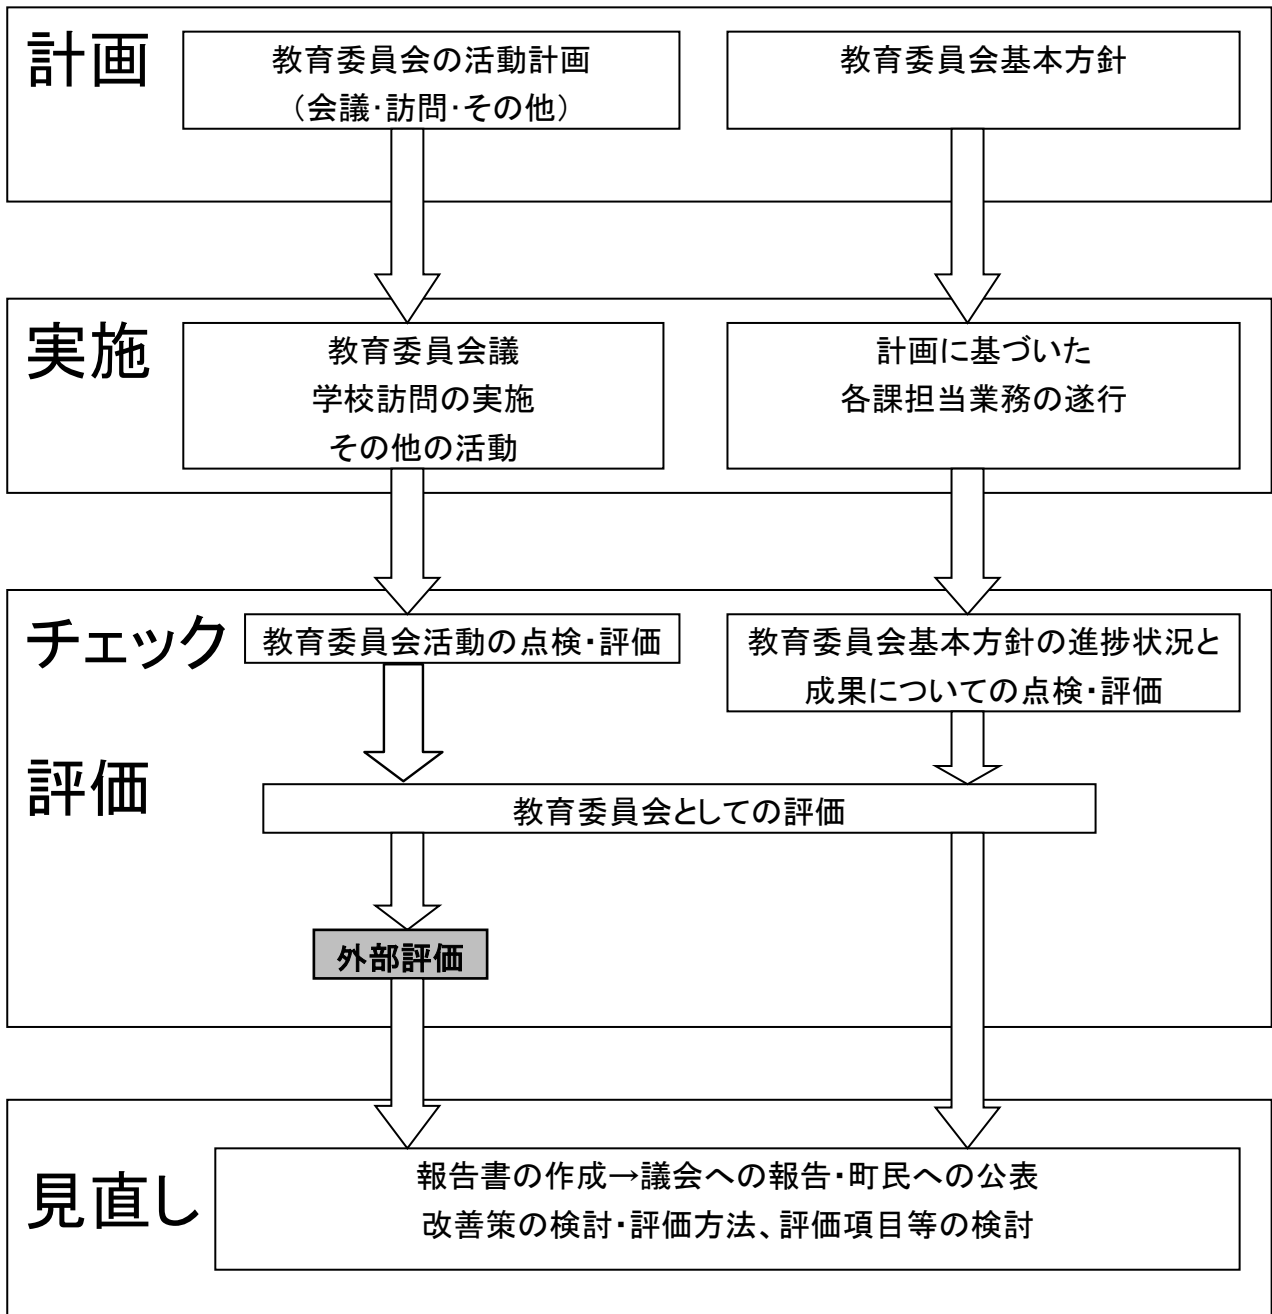 計画
教育委員会の活動計画
（会議・訪問・その他）
教育委員会基本方針
実施
教育委員会議
学校訪問の実施
その他の活動
計画に基づいた
各課担当業務の遂行
チェック
教育委員会活動の点検・評価
教育委員会基本方針の進捗状況と
成果についての点検・評価
評価
教育委員会としての評価
外部評価
見直し
報告書の作成→議会への報告・町民への公表
改善策の検討・評価方法、評価項目等の検討